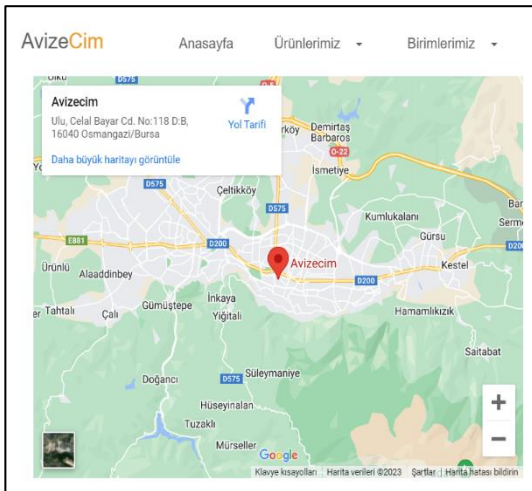 AvizeCim
Anasayfa
Ürünlerimiz
Birimlerimiz
Avizecim
Ulu, Celal Bayar Cd. No:118 D:B,
16040 Osmangazi/Bursa
Yol Tarifi
Daha büyük haritayı görüntüle
D575
Demirtaş
Barbaros
O-22
İsmetiye
D575
Çeltikköy
D575
Kumlukalanı
Gürsu
E881
D200
Ürünlü
Alaaddinbey
Avizecim
D200
Kestel
İnkaya
Gümüştepe
Yiğitali
Tahtalı
Çalı
Hamamlıkızık
Saitabat
Doğancı
D575
Süleymaniye
Hüseyinalan
Tuzaklı
Mürseller
Google
Klavye kısayolları
Harita verileri ©2023
Şartlar
Harita hatası bildirin